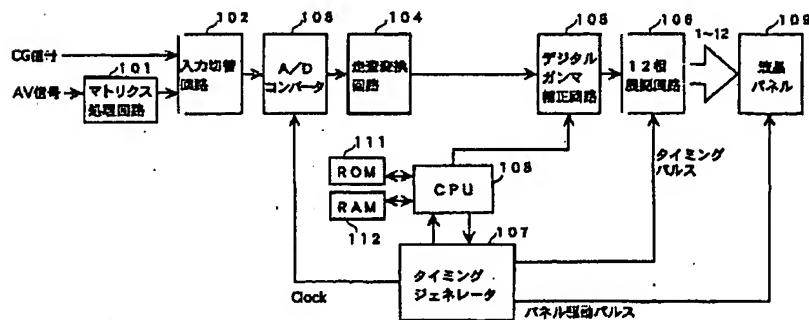 102
108
104
105
106
1~12
109
CG信号
入力切替
回路
A/D
コンバータ
走査変換
回路
デジタル
ガンマ
補正回路
12相
展開回路
液晶
パネル
101
AV信号
マトリクス
処理回路
111
ROM
RAM
112
CPU
108
タイミング
パルス
107
タイミング
ジェネレータ
Clock
パネル駆動パルス